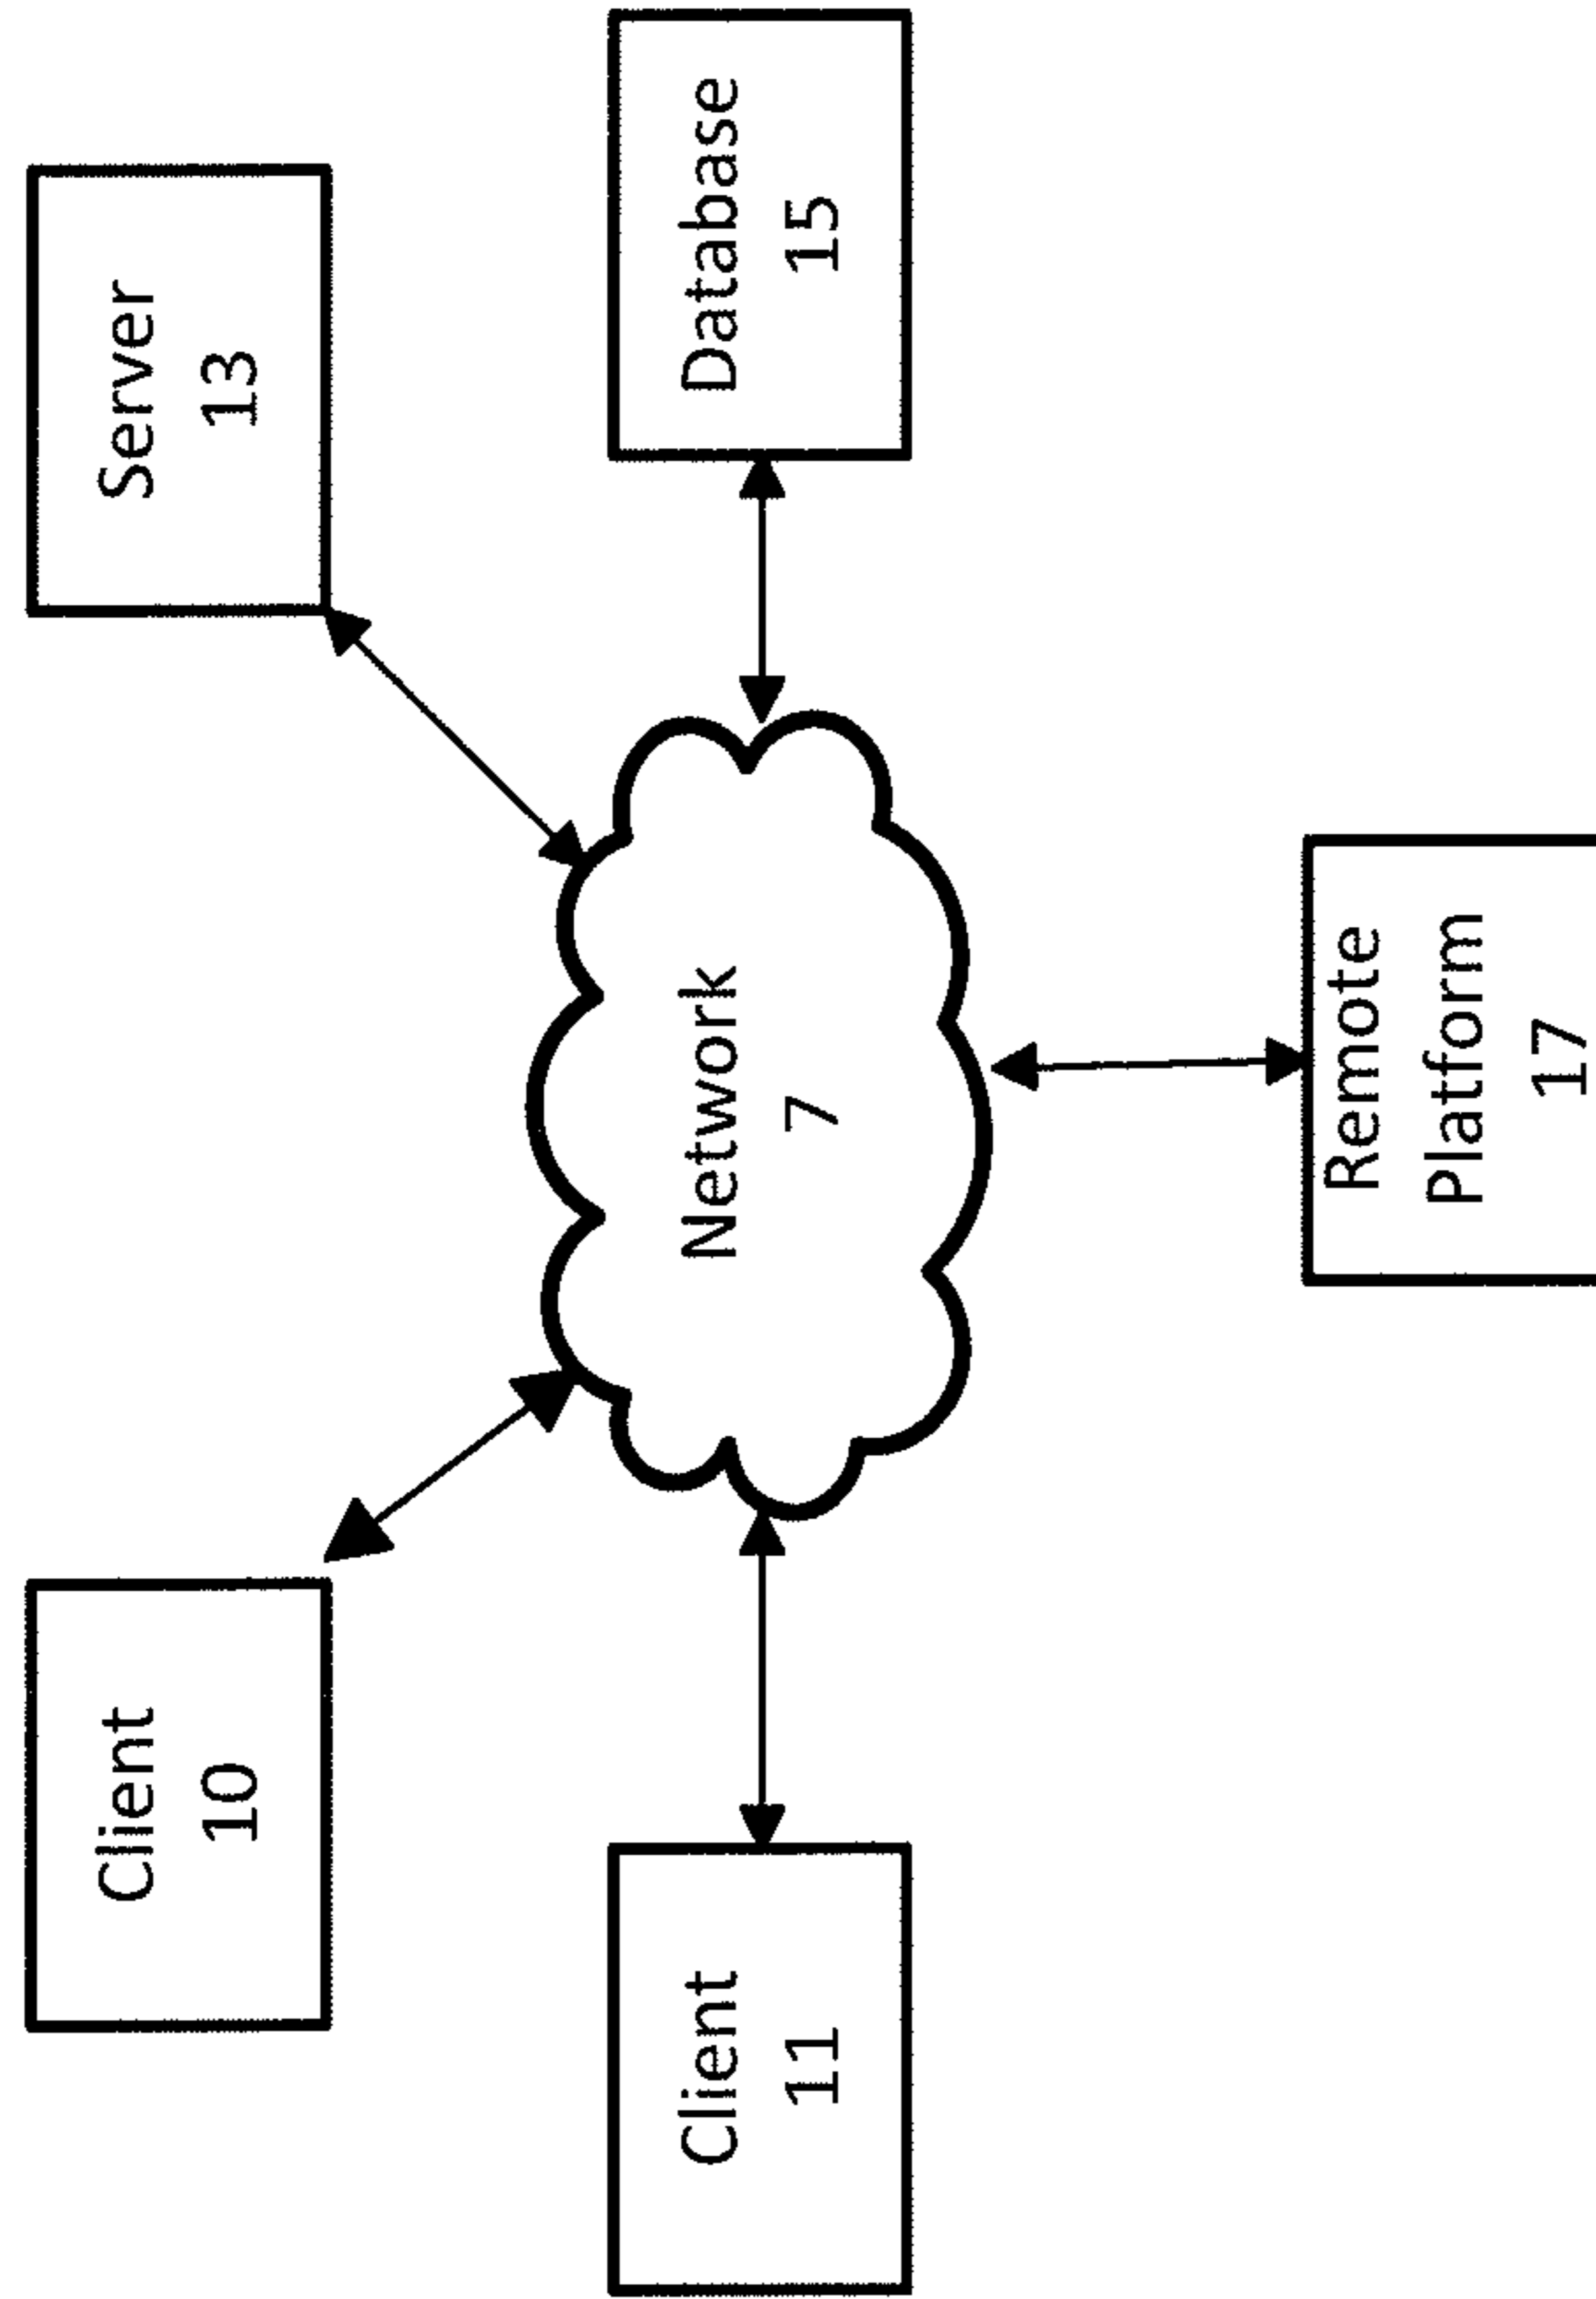 Client
10
Server
13
Client
11
Network
7
Database
15
Remote
Platform
17